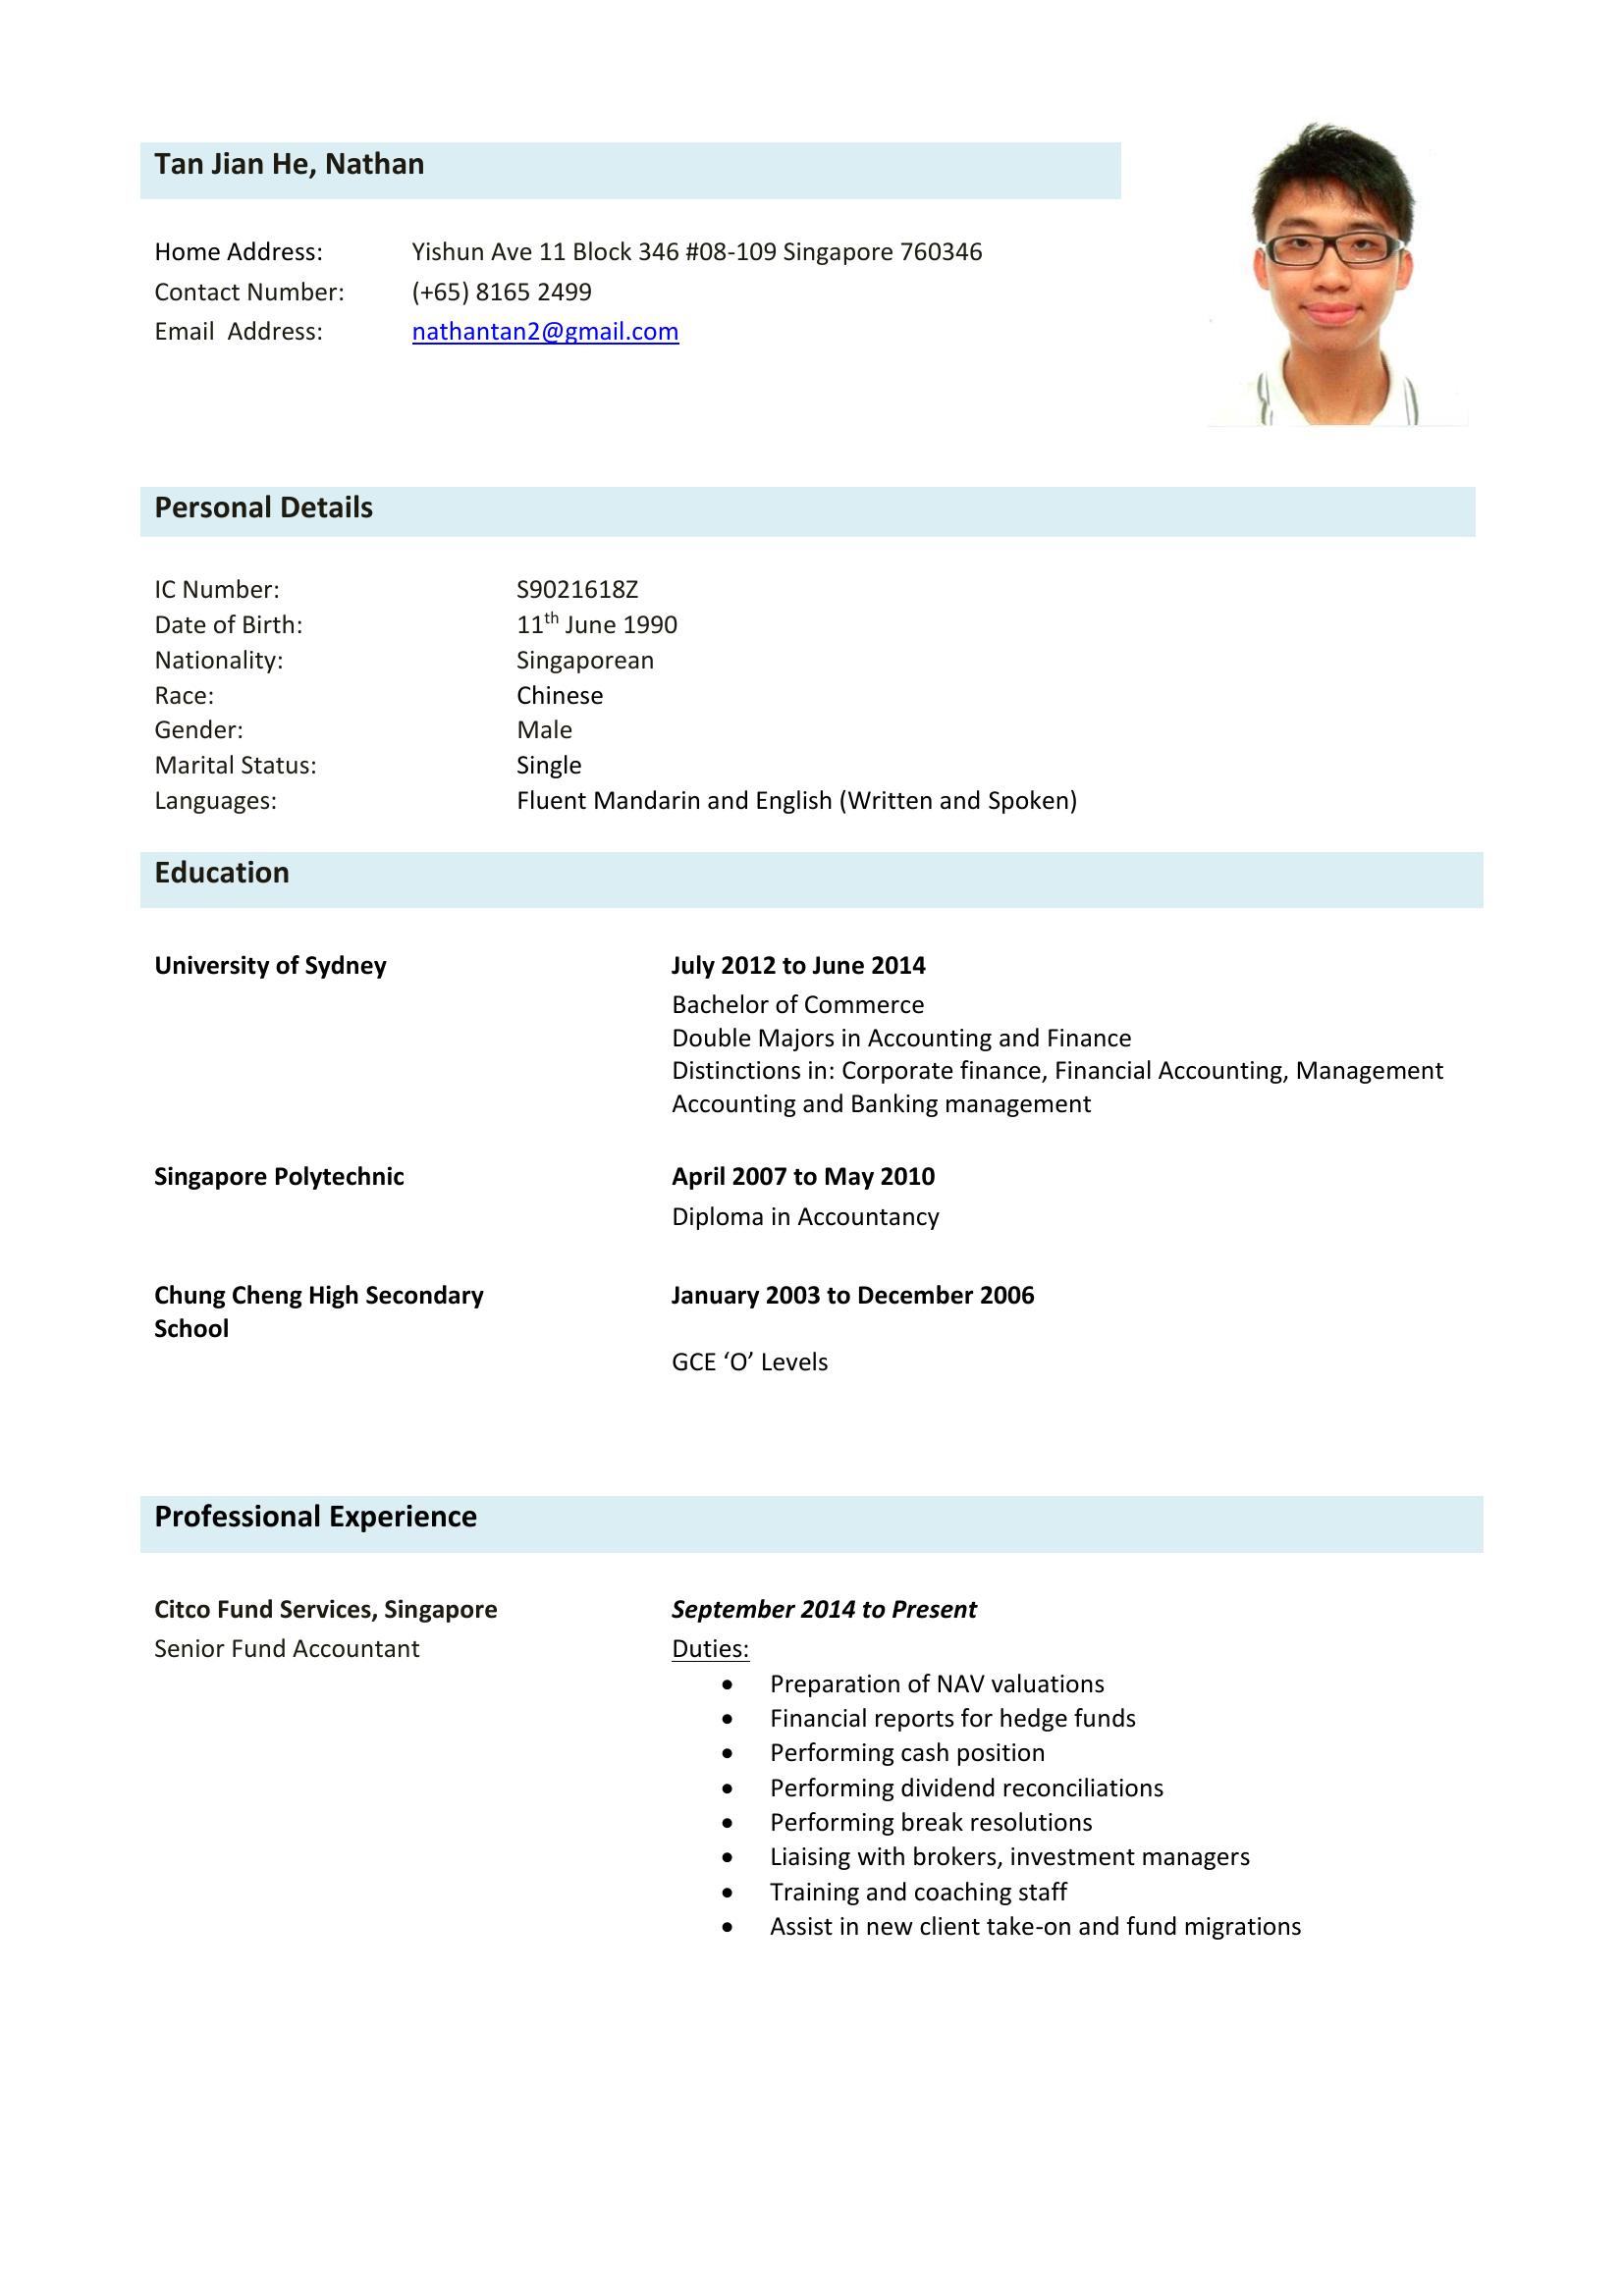 Tan Jian He, Nathan
Home Address: Yishun Ave 11 Block 346 #08-109 Singapore 760346
Contact Number: (+65) 8165 2499
Email  Address: nathantan2@gmail.com
Personal Details
IC Number: S9021618Z
Date of Birth: 11th June 1990
Nationality: Singaporean
Race: Chinese
Gender: Male
Marital Status: Single
Languages: Fluent Mandarin and English (Written and Spoken)
Education
University of Sydney July 2012 to June 2014
Bachelor of Commerce
Double Majors in Accounting and Finance
Distinctions in: Corporate finance, Financial Accounting, Management
Accounting and Banking management
Singapore Polytechnic April 2007 to May 2010
Diploma in Accountancy
Chung Cheng High Secondary January 2003 to December 2006
School
GCE ‘O’ Levels
Professional Experience
Citco Fund Services, Singapore September 2014 to Present
Senior Fund Accountant Duties:
• Preparation of NAV valuations
• Financial reports for hedge funds
• Performing cash position
• Performing dividend reconciliations
• Performing break resolutions
• Liaising with brokers, investment managers
• Training and coaching staff
• Assist in new client take-on and fund migrations